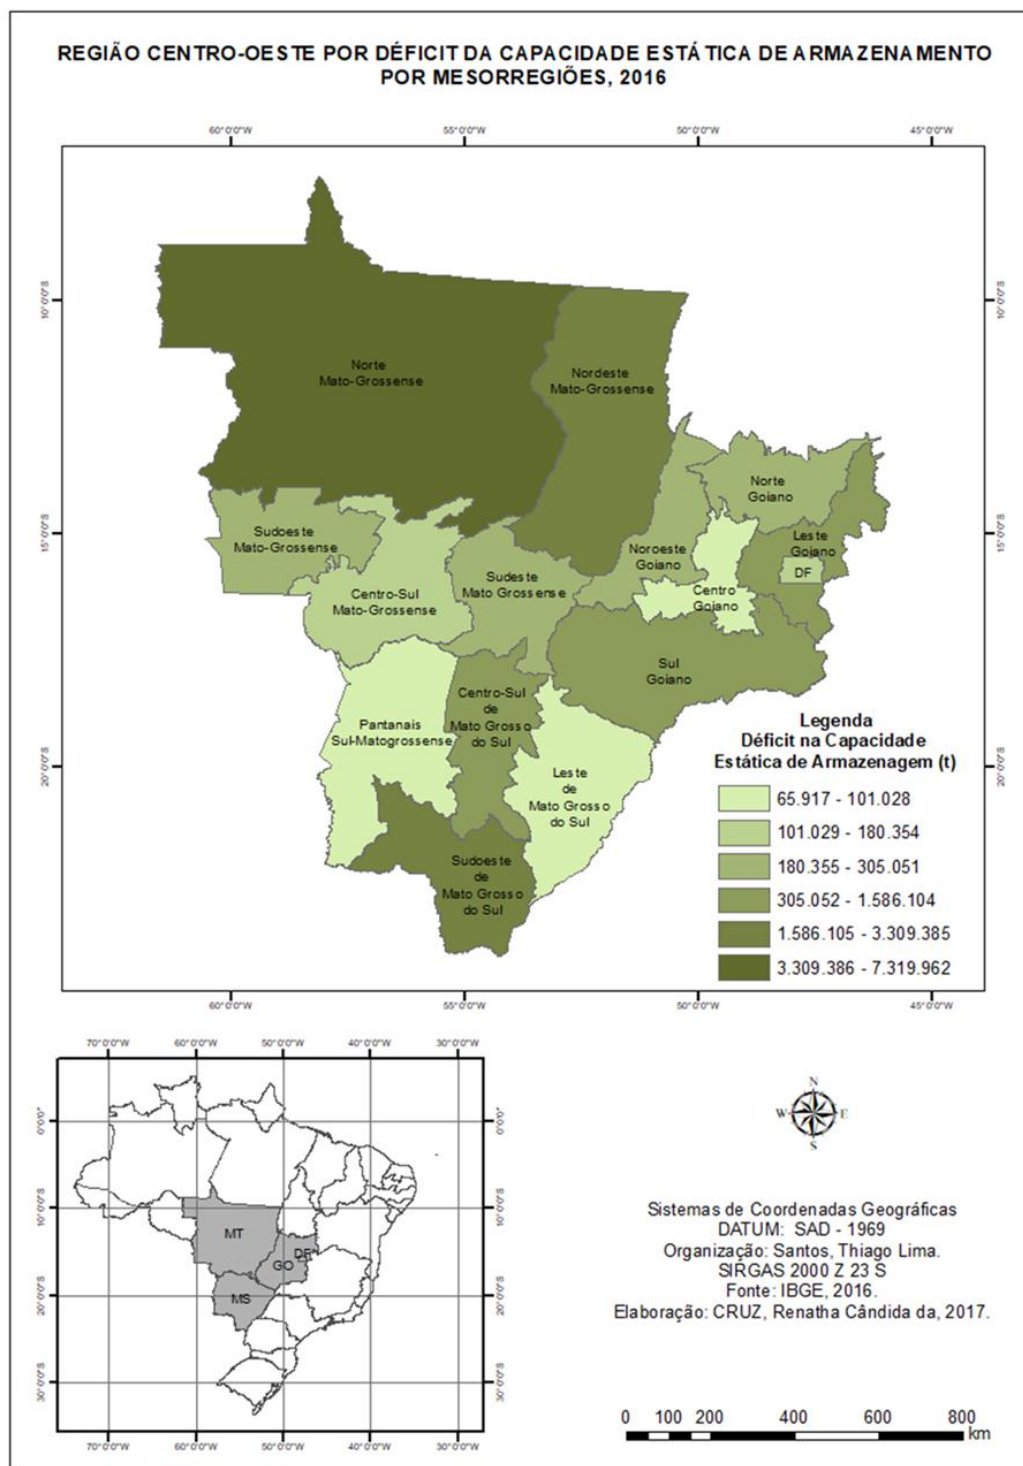 REGIÃO CENTRO-OESTE POR DÉFICIT DA CAPACIDADE ESTÁTICA DE ARMAZENAMENTO
POR MESORREGIÕES, 2016
60°0'0"W 55°0'0"W 50°0'0"W 45°0'0"W
10°0'0"S
10°0'0"S
Norte
Mato-Grossense
Nordeste
Mato-Grossense
Norte
Goiano
15°0'0"S
15°0'0"S
Sudoeste
Mato-Grossense
Leste
Goiano
Noroeste
Goiano
DF
Sudeste
Mato Grossense
Centro-Sul
Mato-Grossense
Centro
Goiano
Sul
Goiano
Centro-Sul
de
Mato Grosso
do Sul
Pantanais
Sul-Matogrossense
20°0'0"S
20°0'0"S
Leste
de
Mato Grosso
do Sul
Sudoeste
de
Mato Grosso
do Sul
Legenda
Déficit na Capacidade
Estática de Armazenagem (t)
65.917 - 101.028
101.029 - 180.354
180.355 - 305.051
305.052 - 1.586.104
1.586.105 - 3.309.385
3.309.386 - 7.319.962
60°0'0"W 55°0'0"W 50°0'0"W 45°0'0"W
70°0'0"W 60°0'0"W 50°0'0"W 40°0'0"W 30°0'0"W
0°0'0"
0°0'0"
10°0'0"S
10°0'0"S
MT
DF
GO
MS
20°0'0"S
20°0'0"S
30°0'0"S
30°0'0"S
70°0'0"W 60°0'0"W 50°0'0"W 40°0'0"W 30°0'0"W
N
W E
S
Sistemas de Coordenadas Geográficas
DATUM: SAD - 1969
Organização: Santos, Thiago Lima.
SIRGAS 2000 Z 23 S
Fonte: IBGE, 2016.
Elaboração: CRUZ, Renatha Cândida da, 2017.
0 100 200 400 600 800
km